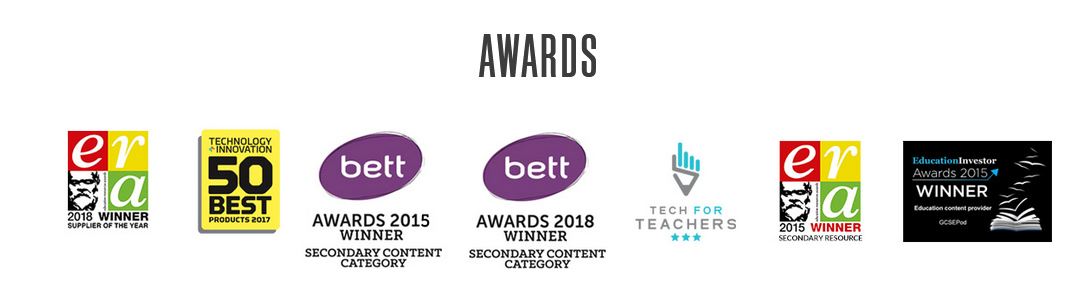 AWARDS
era
2018 WINNER
SUPPLIER OF THE YEAR
TECHNOLOGY
+INNOVATION
50
BEST
PRODUCTS 2017
bett
AWARDS 2015
WINNER
SECONDARY CONTENT
CATEGORY
bett
AWARDS 2018
WINNER
SECONDARY CONTENT
CATEGORY
TECH FOR
TEACHERS
era
2015 WINNER
SECONDARY RESOURCE
EducationInvestor
Awards 2015
WINNER
Education content provider
GCSEPod